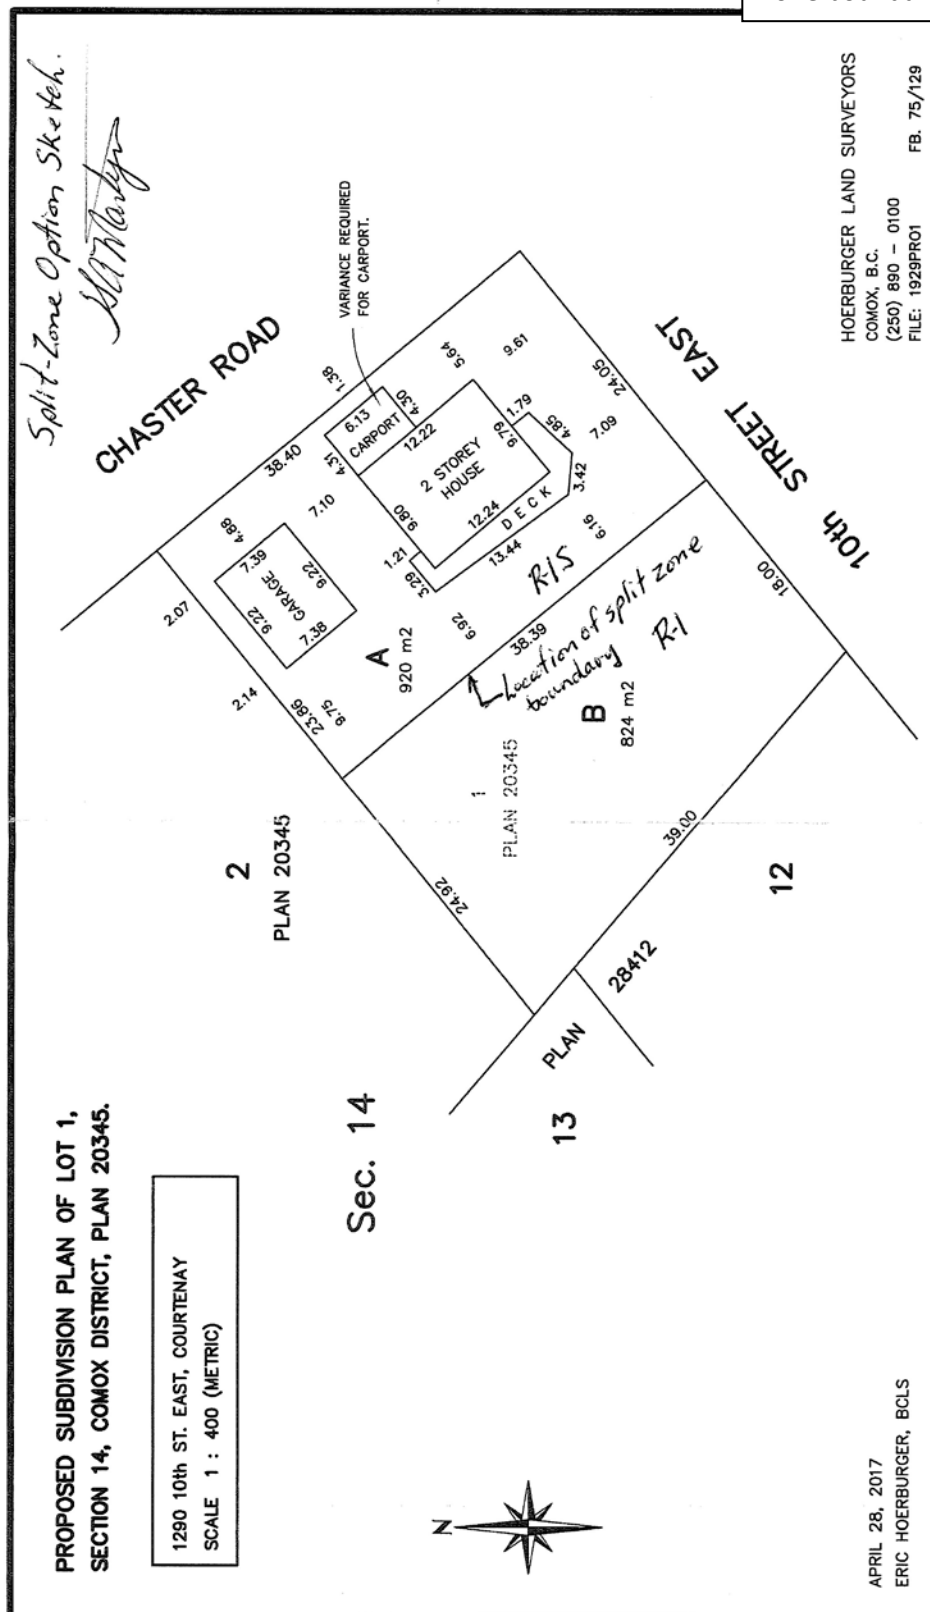 PROPOSED SUBDIVISION PLAN OF LOT 1,
SECTION 14, COMOX DISTRICT, PLAN 20345.
1290 10th ST. EAST, COURTENAY
SCALE 1 : 400 (METRIC)
Split-Zone Option Sketch.
CHASTER ROAD
VARIANCE REQUIRED
FOR CARPORT.
38.40
1.38
4.88
7.10
4.31
6.13
CARPORT
4.30
12.22
5.64
9.61
2.07
7.39
9.22
GARAGE
9.22
7.38
9.80
2 STOREY
HOUSE
9.79
1.79
12.24
4.85
24.05
7.09
3.42
DECK
1.21
3.29
13.44
6.16
2.14
23.86
9.75
A
920 m2
6.92
R-1S
38.39
Location of split zone
boundary
R-1
10th STREET EAST
18.00
B
824 m2
1
PLAN 20345
2
PLAN 20345
24.92
39.00
12
PLAN 28412
13
Sec. 14
N
APRIL 28, 2017
ERIC HOERBURGER, BCLS
HOERBURGER LAND SURVEYORS
COMOX, B.C.
(250) 890 - 0100
FILE: 1929PRO1 FB. 75/129